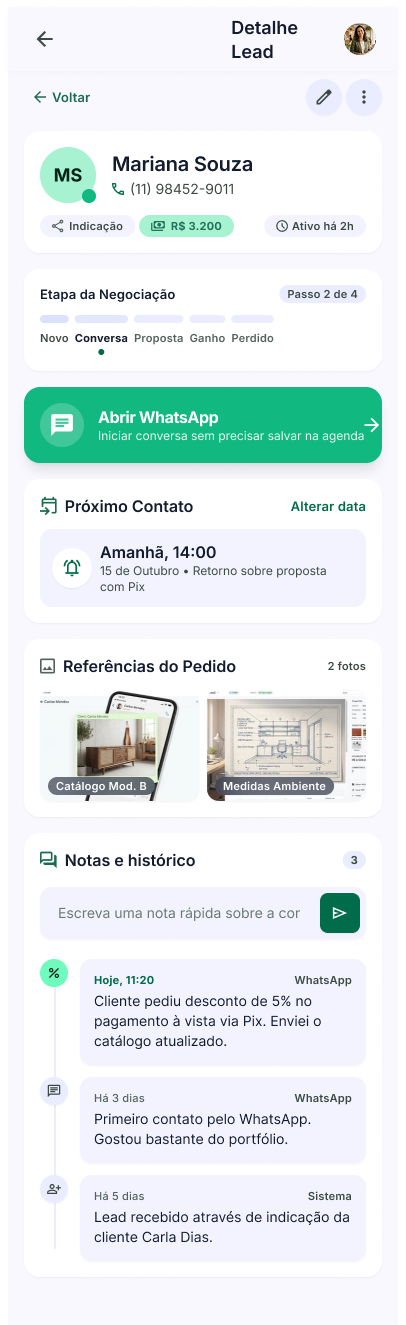 Detalhe
Lead
Voltar
MS
Mariana Souza
(11) 98452-9011
Indicação
R$ 3.200
Ativo há 2h
Etapa da Negociação
Passo 2 de 4
Novo Conversa Proposta Ganho Perdido
Abrir WhatsApp
Iniciar conversa sem precisar salvar na agenda
Próximo Contato
Alterar data
Amanhã, 14:00
15 de Outubro • Retorno sobre proposta
com Pix
Referências do Pedido
2 fotos
Catálogo Mod. B
Medidas Ambiente
Notas e histórico
3
Escreva uma nota rápida sobre a cor
Hoje, 11:20
WhatsApp
Cliente pediu desconto de 5% no
pagamento à vista via Pix. Enviei o
catálogo atualizado.
Há 3 dias
WhatsApp
Primeiro contato pelo WhatsApp.
Gostou bastante do portfólio.
Há 5 dias
Sistema
Lead recebido através de indicação da
cliente Carla Dias.